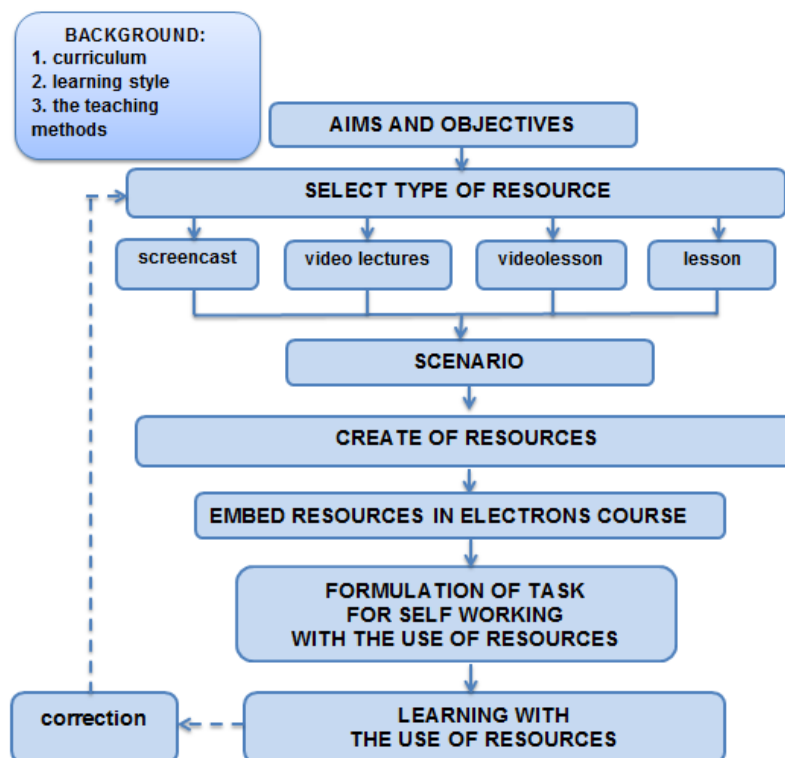 BACKGROUND:
1. curriculum
2. learning style
3. the teaching
methods
AIMS AND OBJECTIVES
SELECT TYPE OF RESOURCE
screencast
video lectures
videolesson
lesson
SCENARIO
CREATE OF RESOURCES
EMBED RESOURCES IN ELECTRONS COURSE
FORMULATION OF TASK
FOR SELF WORKING
WITH THE USE OF RESOURCES
correction
LEARNING WITH
THE USE OF RESOURCES